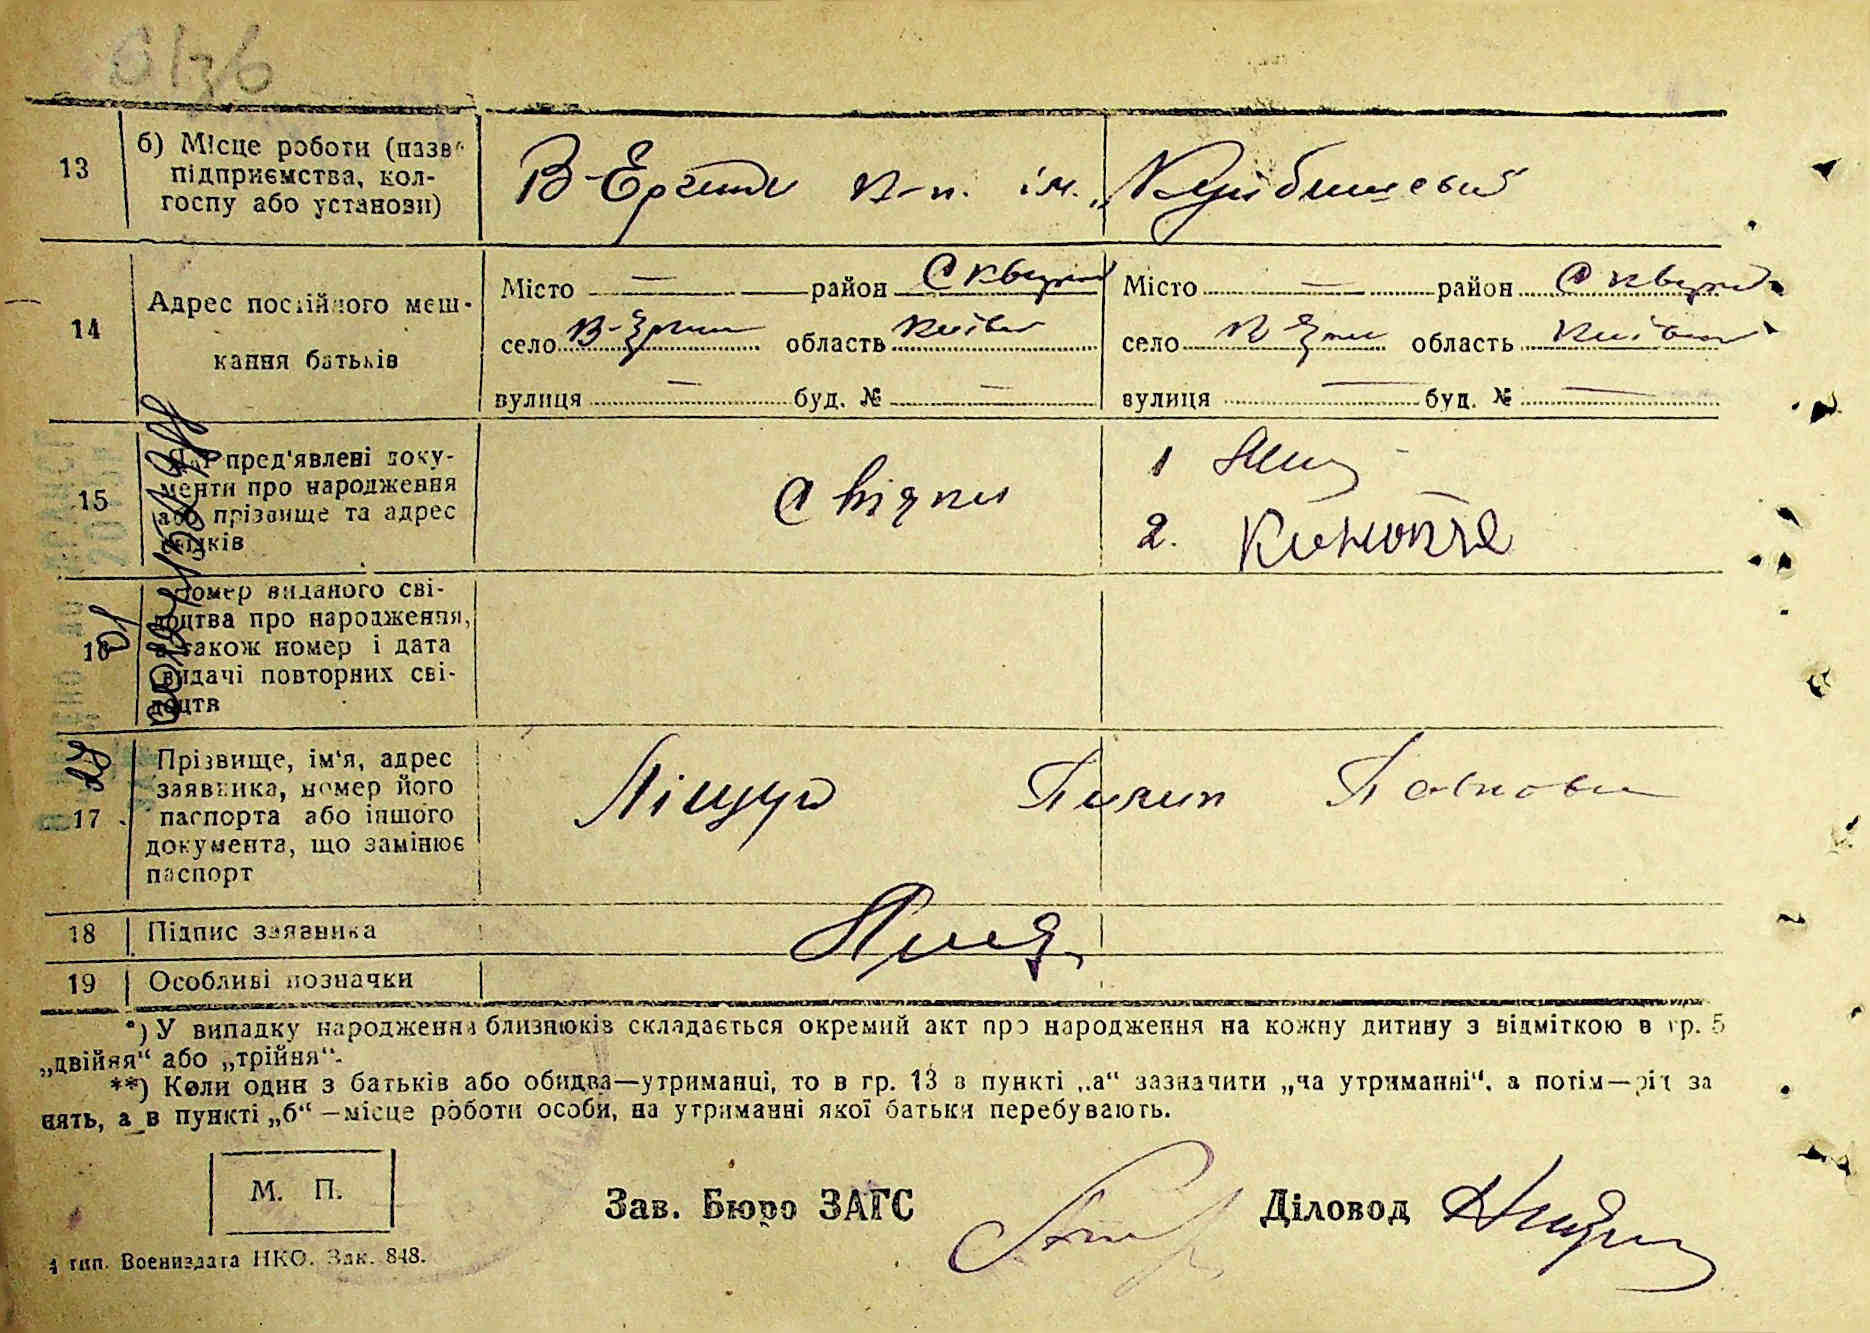 13
б) Місце роботи (назва
підприємства, кол-
госпу або установи)
В-Ерчики к-п. ім. „Куйбишева"
14
Адрес постійного меш-
кання батьків
Місто — район Сквир
село В-Ерчик область Київ
вулиця — буд. № —
Місто — район Сквир
село область Київ
вулиця — буд. № —
15
пред'явлені доку-
менти про народження
або прізвище та адрес
свідків
Свідки
1
2.
16
Номер виданого сві-
доцтва про народження,
а також номер і дата
видачі повторних сві-
доцтв
17
Прізвище, ім'я, адрес
заявника, номер його
паспорта або іншого
документа, що замінює
паспорт
Пилип Павлович
18
Підпис заявника
19
Особливі позначки
*) У випадку народження близнюків складається окремий акт про народження на кожну дитину з відміткою в гр. 5
„двійня" або „трійня".
**) Коли один з батьків або обидва—утриманці, то в гр. 13 в пункті „а" зазначити „на утриманні", а потім—рід за
нять, а в пункті „б"—місце роботи особи, на утриманні якої батьки перебувають.
М. П.
Зав. Бюро ЗАГС
Діловод
тип. Воениздата НКО. Зак. 848.